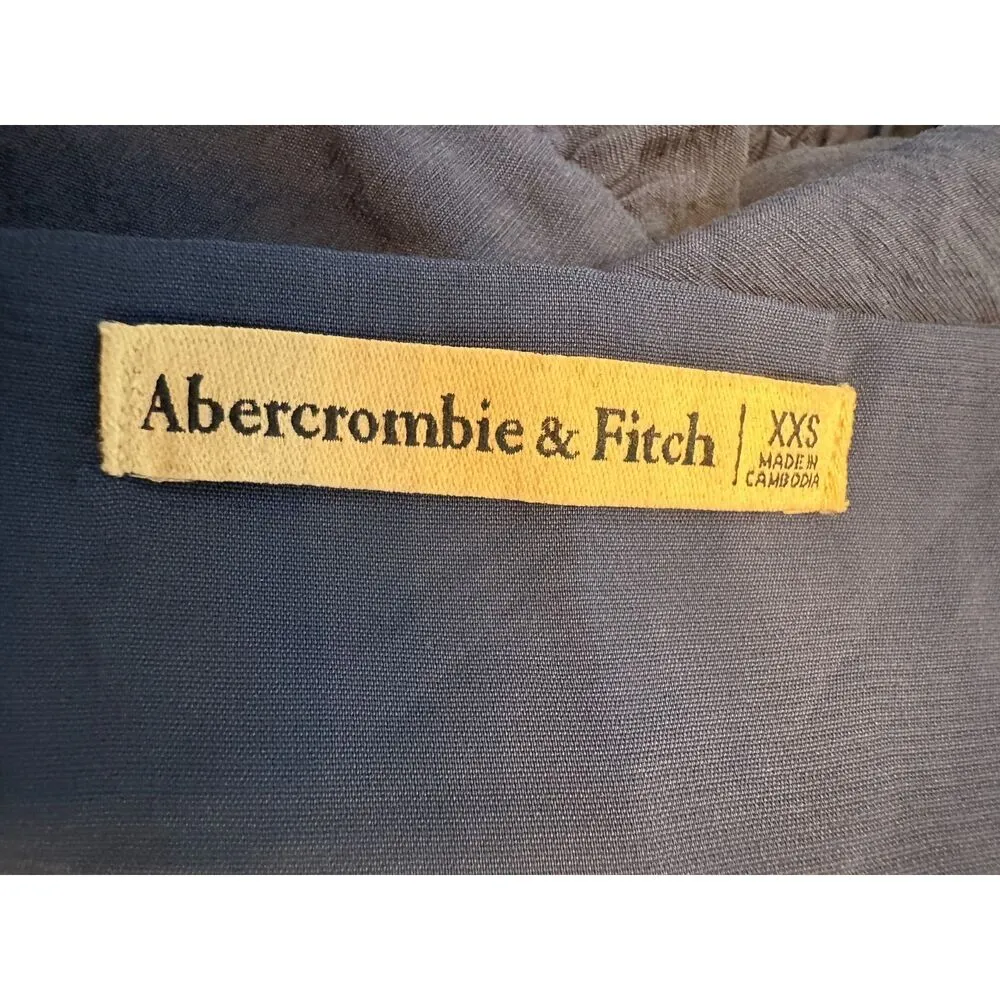 Abercrombie & Fitch
XXS
MADE IN
CAMBODIA